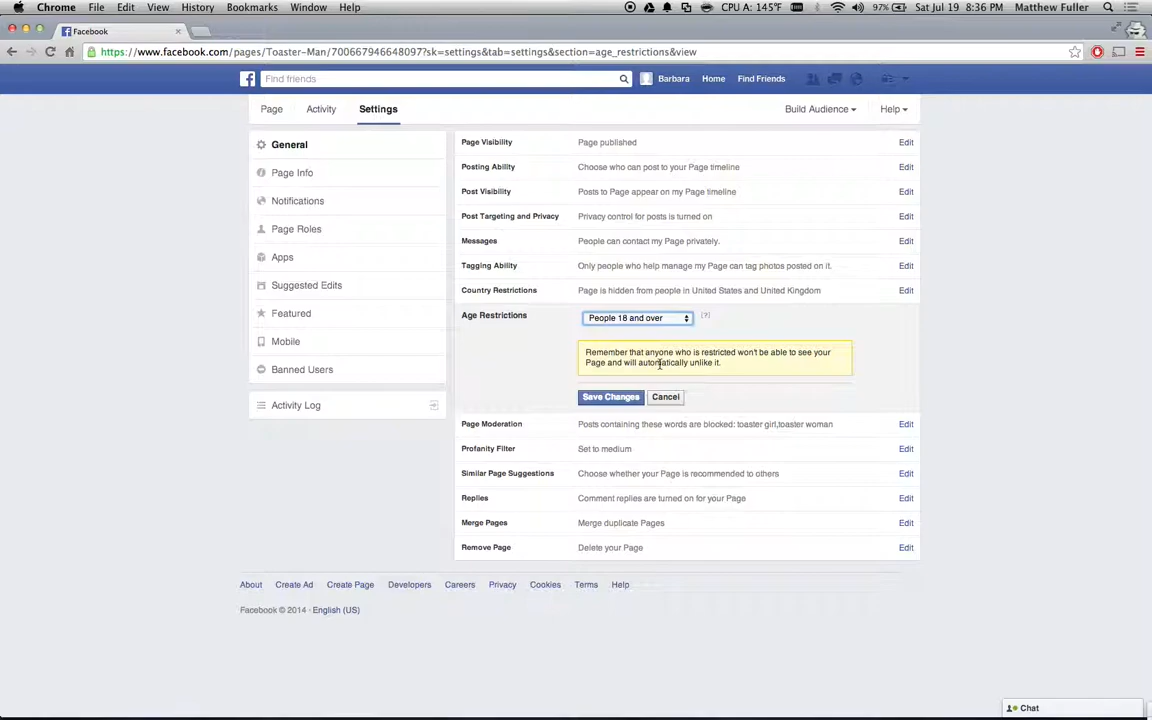 Chrome File Edit View History Bookmarks Window Help CPU A: 145°F 97% Sat Jul 19 8:36 PM Matthew Fuller
Facebook
https://www.facebook.com/pages/Toaster-Man/700667946648097?sk=settings&tab=settings&section=age_restrictions&view
Find friends Barbara Home Find Friends
Page Activity Settings Build Audience Help
General
Page Info
Notifications
Page Roles
Apps
Suggested Edits
Featured
Mobile
Banned Users
Activity Log
Page Visibility Page published Edit
Posting Ability Choose who can post to your Page timeline Edit
Post Visibility Posts to Page appear on my Page timeline Edit
Post Targeting and Privacy Privacy control for posts is turned on Edit
Messages People can contact my Page privately. Edit
Tagging Ability Only people who help manage my Page can tag photos posted on it. Edit
Country Restrictions Page is hidden from people in United States and United Kingdom Edit
Age Restrictions People 18 and over [?]
Remember that anyone who is restricted won't be able to see your
Page and will automatically unlike it.
Save Changes Cancel
Page Moderation Posts containing these words are blocked: toaster girl,toaster woman Edit
Profanity Filter Set to medium Edit
Similar Page Suggestions Choose whether your Page is recommended to others Edit
Replies Comment replies are turned on for your Page Edit
Merge Pages Merge duplicate Pages Edit
Remove Page Delete your Page Edit
About Create Ad Create Page Developers Careers Privacy Cookies Terms Help
Facebook © 2014 · English (US)
Chat